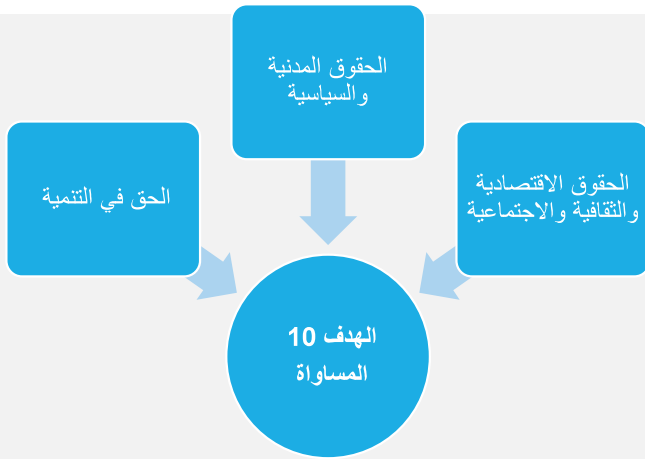 الحقوق المدنية
والسياسية
الحقوق الاقتصادية
والثقافية والاجتماعية
الحق في التنمية
الهدف 10
المساواة